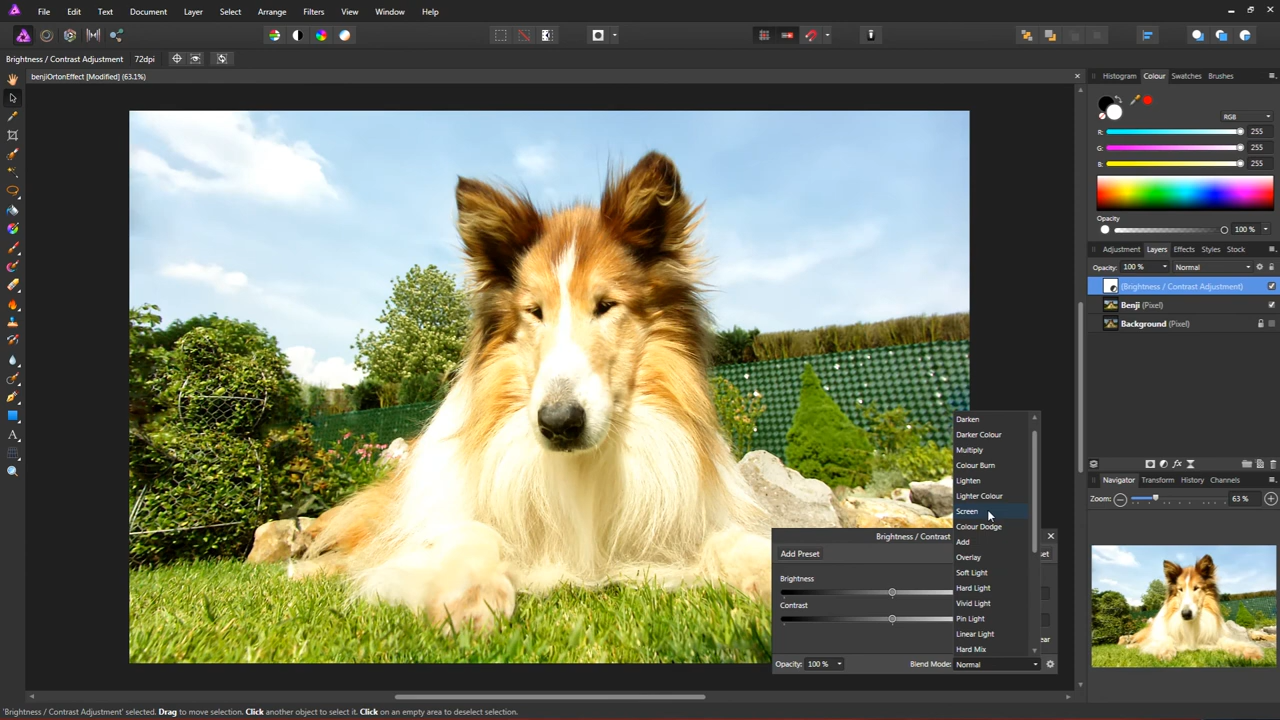 File Edit Text Document Layer Select Arrange Filters View Window Help
Brightness / Contrast Adjustment 72dpi
benjiOrtonEffect [Modified] (63.1%)
Histogram Colour Swatches Brushes
RGB
R: 255
G: 255
B: 255
Opacity
100 %
Adjustment Layers Effects Styles Stock
Opacity: 100 % Normal
(Brightness / Contrast Adjustment)
Benji (Pixel)
Background (Pixel)
Navigator Transform History Channels
Zoom: 63 %
Darken
Darker Colour
Multiply
Colour Burn
Lighten
Lighter Colour
Screen
Colour Dodge
Add
Overlay
Soft Light
Hard Light
Vivid Light
Pin Light
Linear Light
Hard Mix
Brightness / Contrast
Add Preset
Brightness
Contrast
Opacity: 100 % Blend Mode: Normal
'Brightness / Contrast Adjustment' selected. Drag to move selection. Click another object to select it. Click on an empty area to deselect selection.